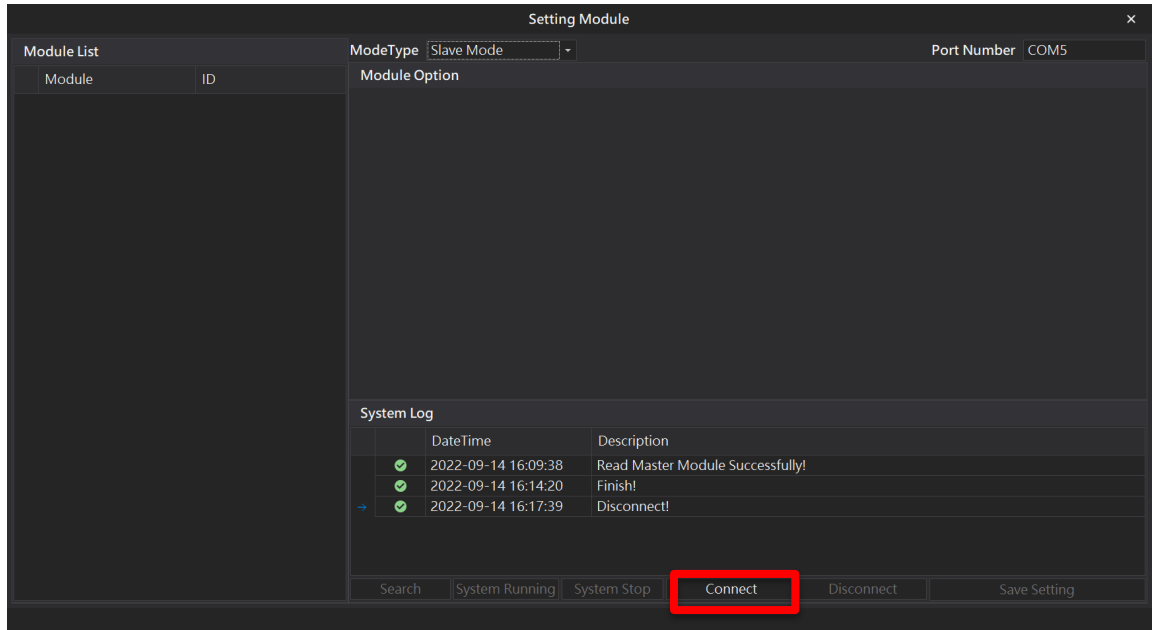 Setting Module
Module List
ModeType Slave Mode
Port Number COM5
Module ID
Module Option
System Log
DateTime Description
2022-09-14 16:09:38 Read Master Module Successfully!
2022-09-14 16:14:20 Finish!
2022-09-14 16:17:39 Disconnect!
Search System Running System Stop Connect Disconnect Save Setting